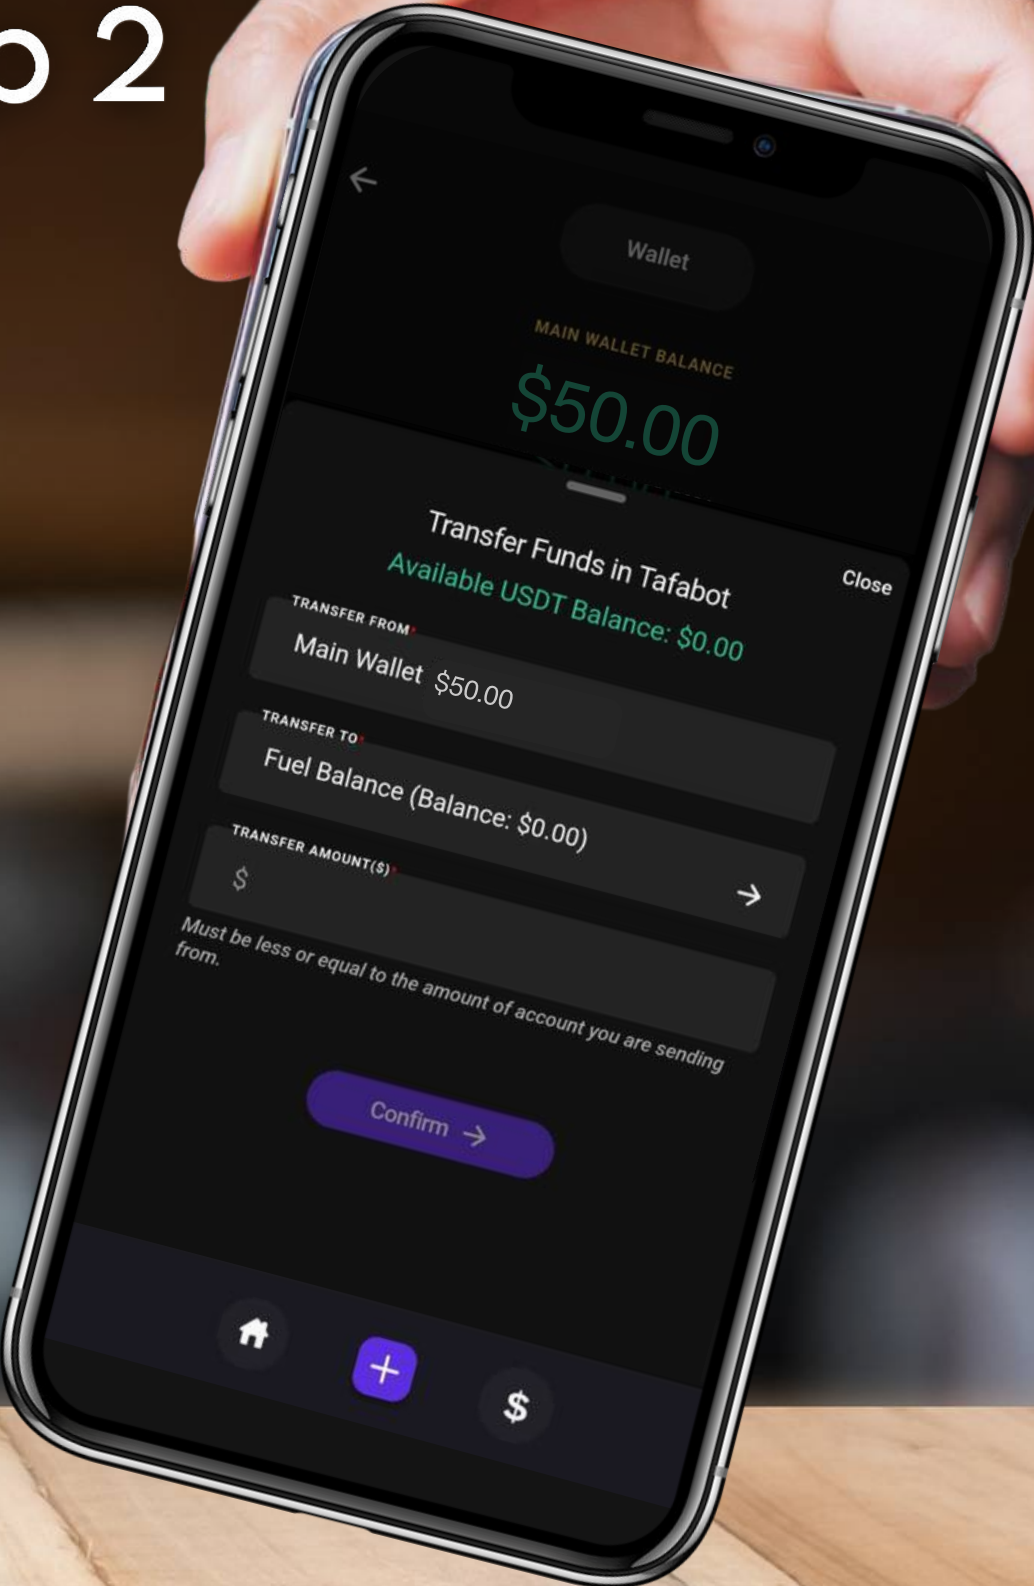 p 2
Wallet
MAIN WALLET BALANCE
$50.00
Transfer Funds in Tafabot
Close
Available USDT Balance: $0.00
TRANSFER FROM*
Main Wallet $50.00
TRANSFER TO*
Fuel Balance (Balance: $0.00)
TRANSFER AMOUNT($)*
$
Must be less or equal to the amount of account you are sending
from.
Confirm →
$